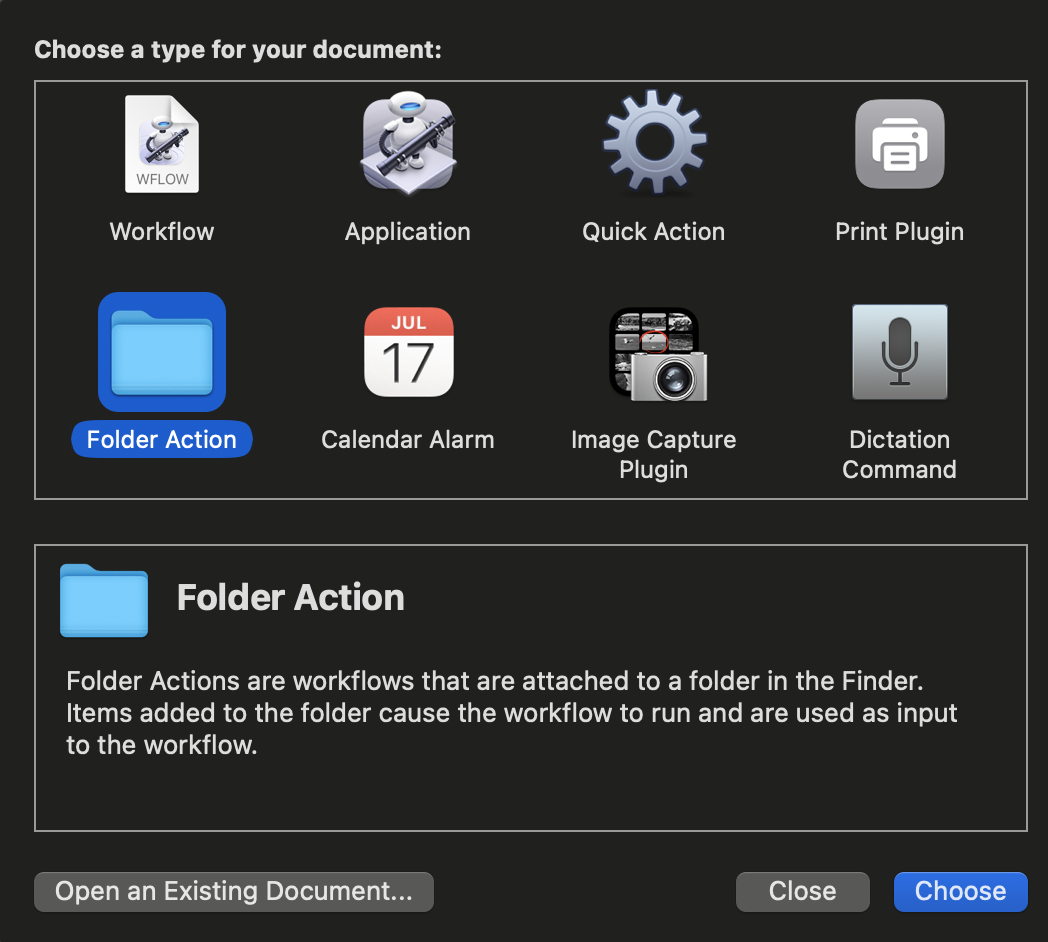 Choose a type for your document:
WFLOW
Workflow
Application
Quick Action
Print Plugin
JUL
17
Folder Action
Calendar Alarm
Image Capture
Plugin
Dictation
Command
Folder Action
Folder Actions are workflows that are attached to a folder in the Finder.
Items added to the folder cause the workflow to run and are used as input
to the workflow.
Open an Existing Document...
Close
Choose